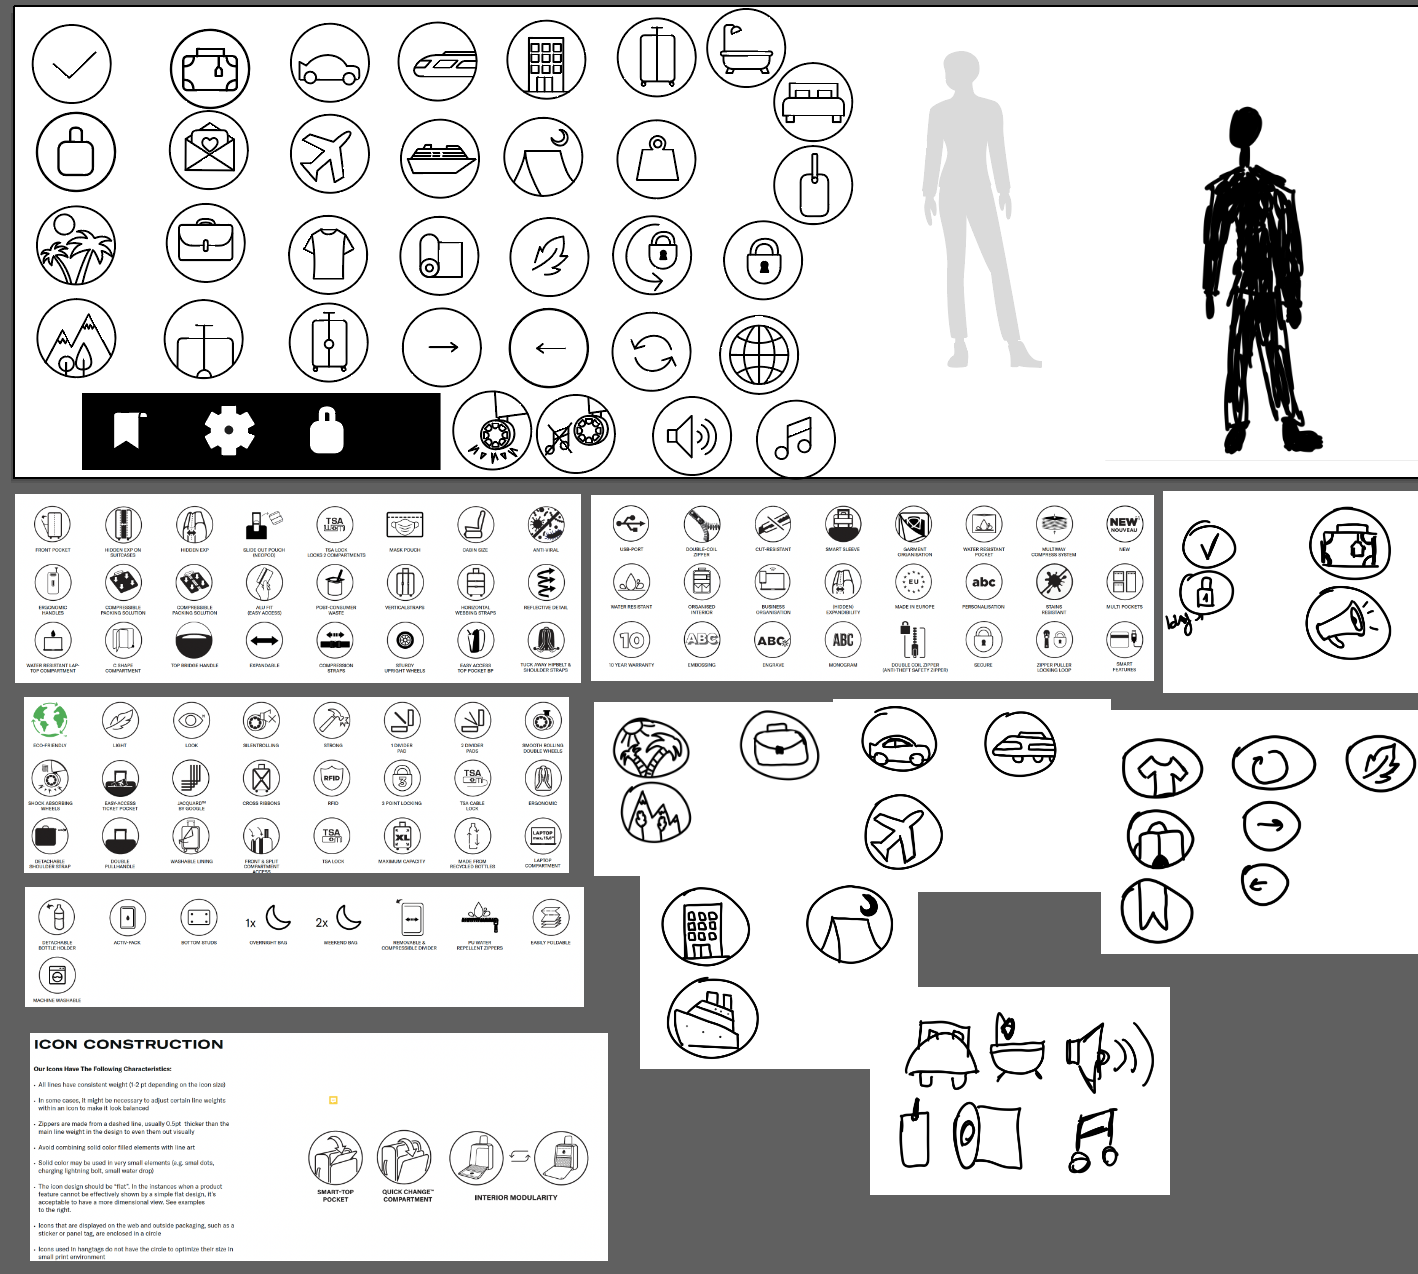 FRONT POCKET
HIDDEN EXP ON
SUITCASES
HIDDEN EXP
GLIDE OUT POUCH
(NEOPOD)
TSA
TSA LOCK
LOCKS 2 COMPARTMENTS
MASK POUCH
CABIN SIZE
ANTI-VIRAL
ERGONOMIC
HANDLES
COMPRESSIBLE
PACKING SOLUTION
COMPRESSIBLE
PACKING SOLUTION
ALU FIT
(EASY ACCESS)
POST-CONSUMER
WASTE
VERTICAL STRAPS
HORIZONTAL
WEBBING STRAPS
REFLECTIVE DETAIL
WATER RESISTANT LAP-
TOP COMPARTMENT
C SHAPE
COMPARTMENT
TOP BRIDGE HANDLE
EXPANDABLE
COMPRESSION
STRAPS
STURDY
UPRIGHT WHEELS
EASY ACCESS
TOP POCKET BP
TUCK AWAY HIPBELT &
SHOULDER STRAPS
USB-PORT
DOUBLE-COIL
ZIPPER
CUT-RESISTANT
SMART SLEEVE
GARMENT
ORGANISATION
WATER RESISTANT
POCKET
MULTIWAY
COMPRESS SYSTEM
NEW
NOUVEAU
NEW
WATER RESISTANT
ORGANISED
INTERIOR
BUSINESS
ORGANISATION
(HIDDEN)
EXPANDIBILITY
EU
MADE IN EUROPE
abc
PERSONALISATION
STAINS
RESISTANT
MULTI POCKETS
10
10 YEAR WARRANTY
ABC
EMBOSSING
ABC
ENGRAVE
ABC
MONOGRAM
DOUBLE COIL ZIPPER
(ANTI THEFT SAFETY ZIPPER)
SECURE
ZIPPER PULLER
LOCKING LOOP
SMART
FEATURES
ECO-FRIENDLY
LIGHT
LOOK
SILENT ROLLING
STRONG
1 DIVIDER
PAD
2 DIVIDER
PADS
SMOOTH ROLLING
DOUBLE WHEELS
SHOCK ABSORBING
WHEELS
EASY-ACCESS
TICKET POCKET
JACQUARD™
BY GOOGLE
CROSS RIBBONS
RFID
RFID
3
3 POINT LOCKING
TSA
TSA CABLE
LOCK
ERGONOMIC
DETACHABLE
SHOULDER STRAP
DOUBLE
PULLHANDLE
WASHABLE LINING
FRONT & SPLIT
COMPARTMENT
ACCESS
TSA
TSA LOCK
XL
MAXIMUM CAPACITY
MADE FROM
RECYCLED BOTTLES
LAPTOP
max. 15,6"
LAPTOP
COMPARTMENT
DETACHABLE
BOTTLE HOLDER
ACTIV-PACK
BOTTOM STUDS
1x
OVERNIGHT BAG
2x
WEEKEND BAG
REMOVABLE &
COMPRESSIBLE DIVIDER
PU WATER
REPELLENT ZIPPERS
EASILY FOLDABLE
MACHINE WASHABLE
ICON CONSTRUCTION
Our Icons Have The Following Characteristics:
• All lines have consistent weight (1-2 pt depending on the icon size)
• In some cases, it might be necessary to adjust certain line weights
within an icon to make it look balanced
• Zippers are made from a dashed line, usually 0.5pt thicker than the
main line weight in the design to even them out visually
• Avoid combining solid color filled elements with line art
• Solid color may be used in very small elements (e.g. smal dots,
charging lightning bolt, small water drop)
• The icon design should be "flat". In the instances when a product
feature cannot be effectively shown by a simple flat design, it's
acceptable to have a more dimensional view. See examples
to the right.
• Icons that are displayed on the web and outside packaging, such as a
sticker or panel tag, are enclosed in a circle
• Icons used in hangtags do not have the circle to optimize their size in
small print environment
SMART-TOP
POCKET
QUICK CHANGE™
COMPARTMENT
INTERIOR MODULARITY